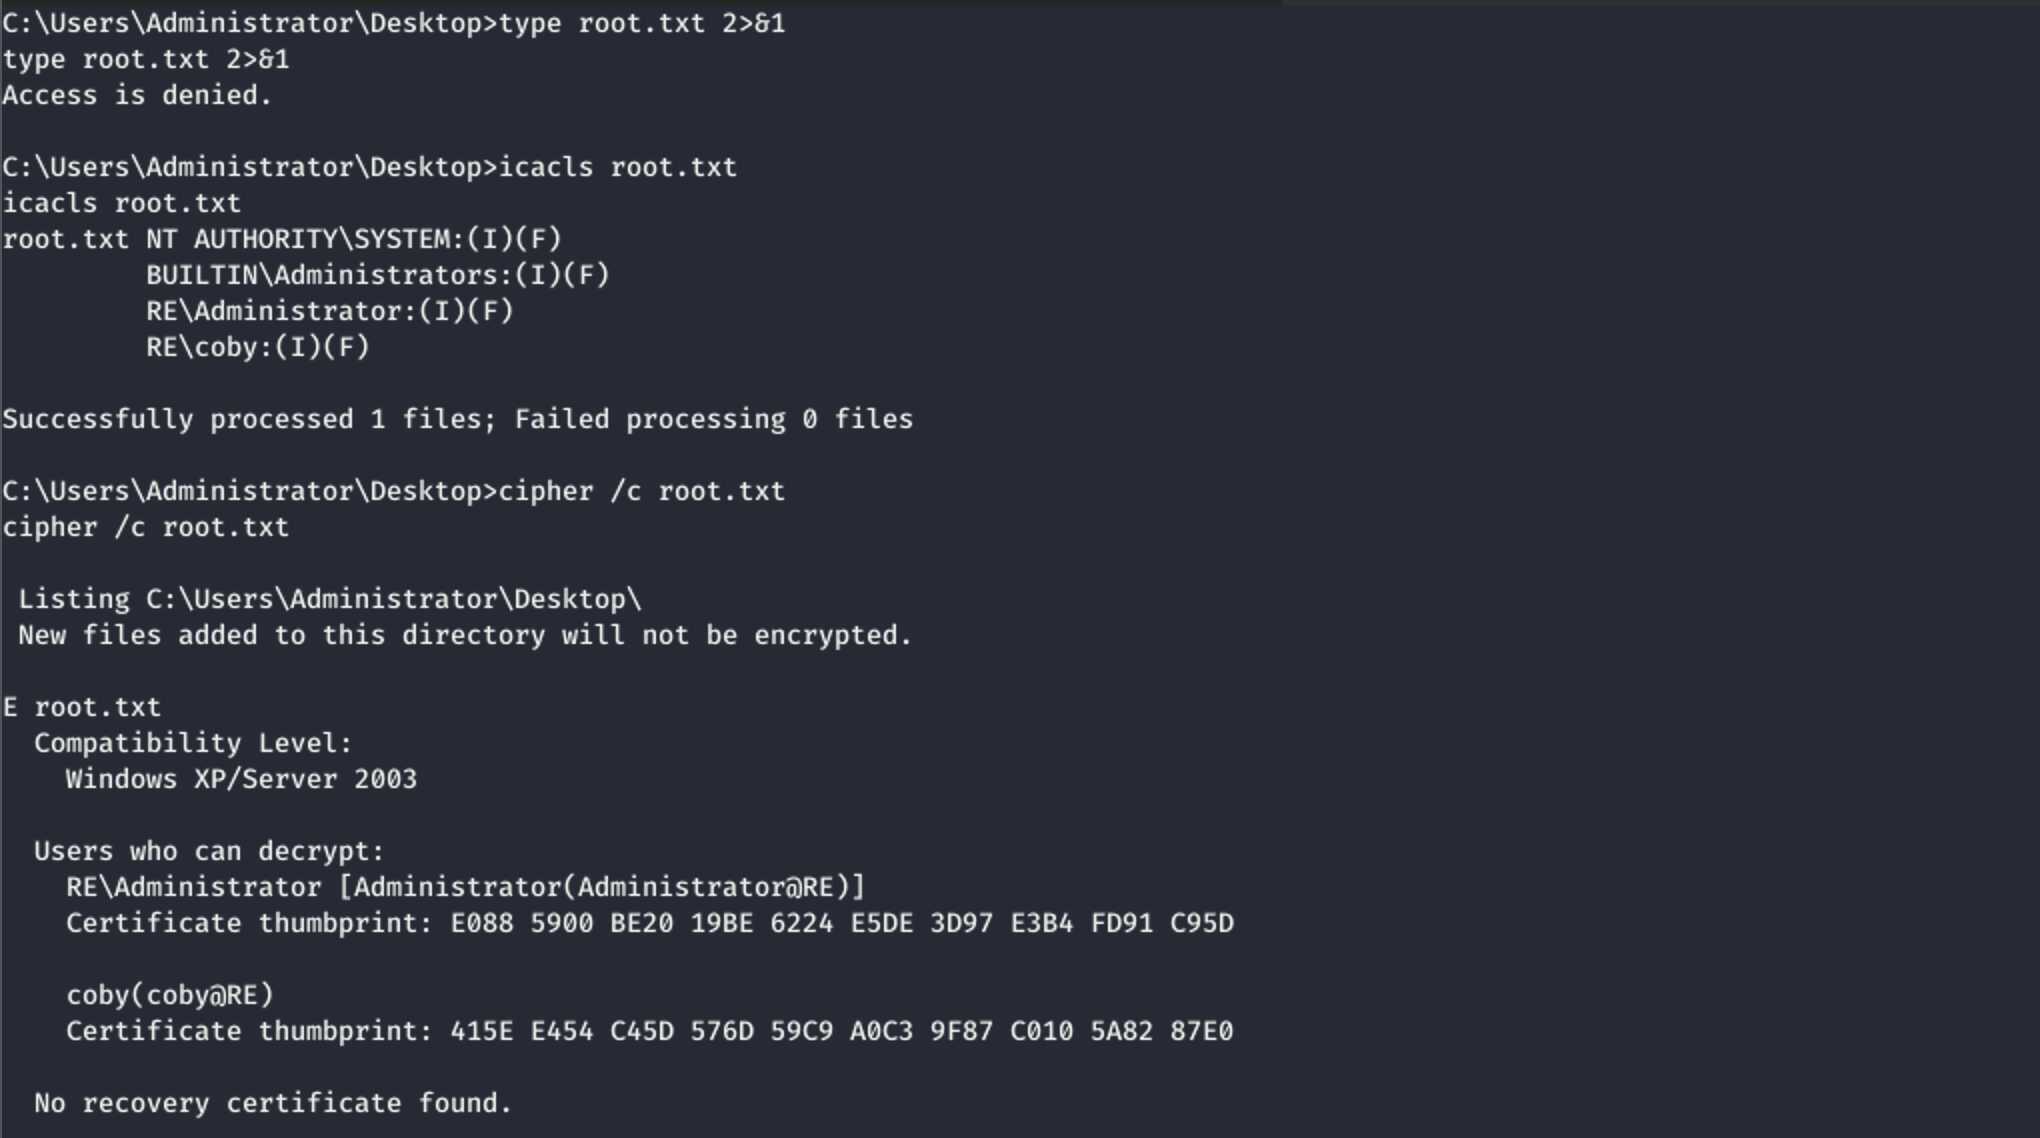 C:\Users\Administrator\Desktop>type root.txt 2>&1
type root.txt 2>&1
Access is denied.
C:\Users\Administrator\Desktop>icacls root.txt
icacls root.txt
root.txt NT AUTHORITY\SYSTEM:(I)(F)
BUILTIN\Administrators:(I)(F)
RE\Administrator:(I)(F)
RE\coby:(I)(F)
Successfully processed 1 files; Failed processing 0 files
C:\Users\Administrator\Desktop>cipher /c root.txt
cipher /c root.txt
Listing C:\Users\Administrator\Desktop\
New files added to this directory will not be encrypted.
E root.txt
Compatibility Level:
Windows XP/Server 2003
Users who can decrypt:
RE\Administrator [Administrator(Administrator@RE)]
Certificate thumbprint: E088 5900 BE20 19BE 6224 E5DE 3D97 E3B4 FD91 C95D
coby(coby@RE)
Certificate thumbprint: 415E E454 C45D 576D 59C9 A0C3 9F87 C010 5A82 87E0
No recovery certificate found.